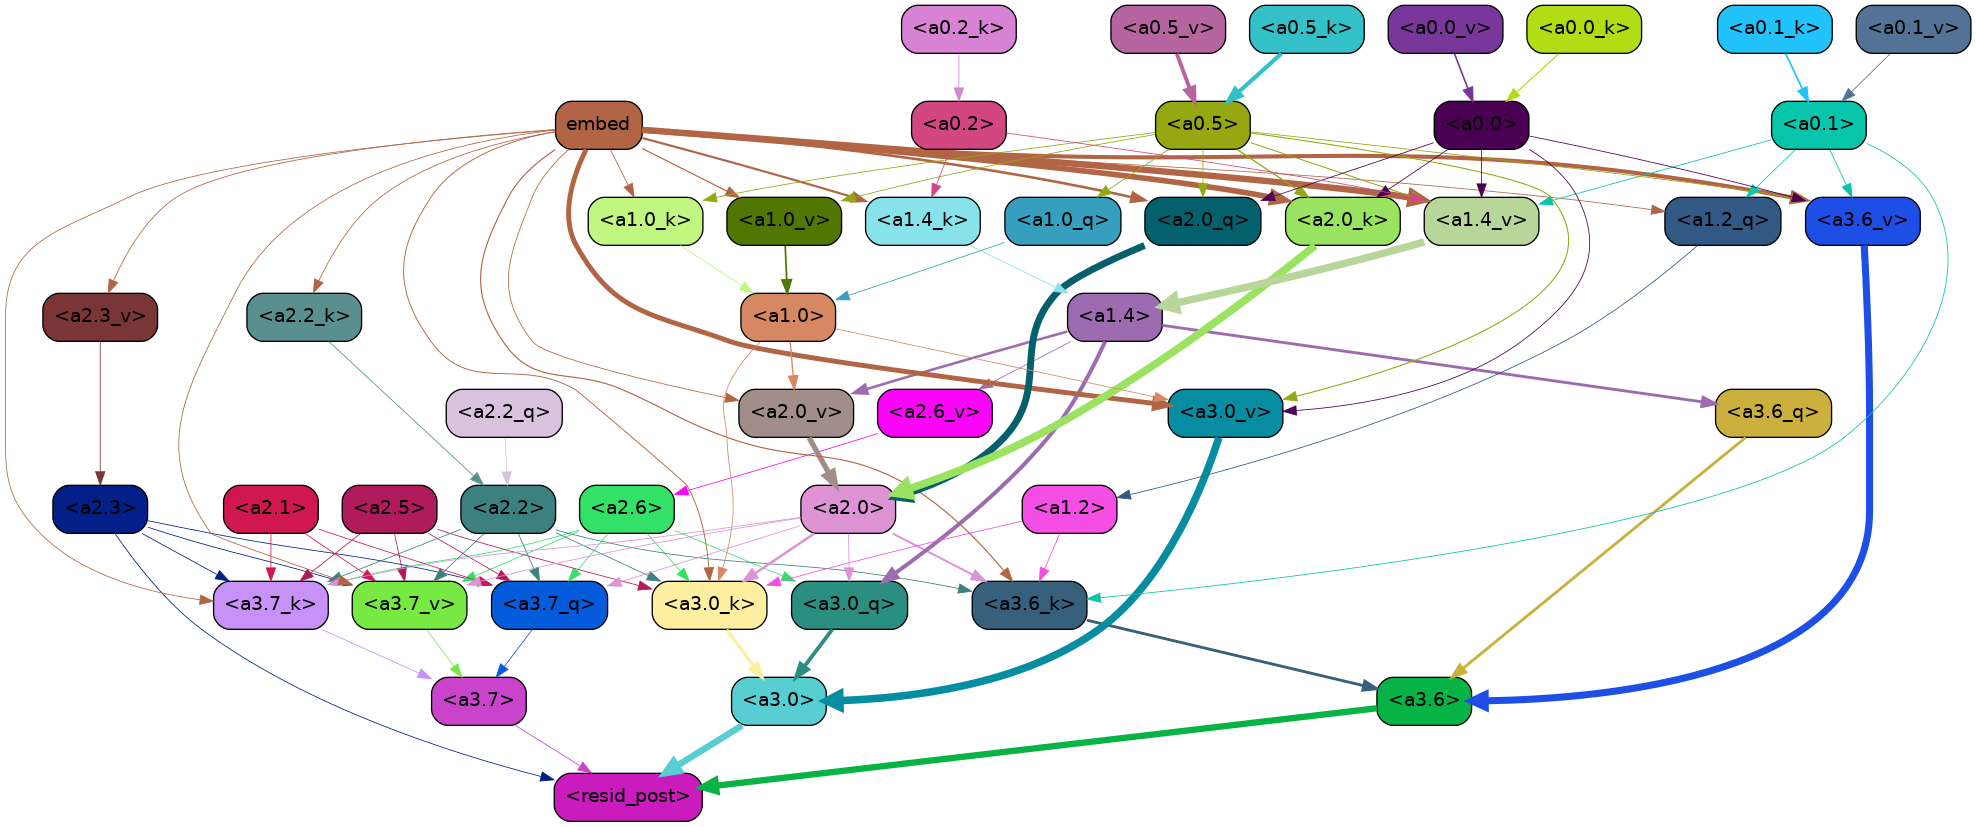 <a0.2_k> <a0.5_v> <a0.5_k> <a0.0_v> <a0.0_k> <a0.1_k> <a0.1_v>
embed <a0.2> <a0.5> <a0.0> <a0.1>
<a1.0_k> <a1.0_v> <a1.4_k> <a1.0_q> <a2.0_q> <a2.0_k> <a1.4_v> <a1.2_q> <a3.6_v>
<a2.3_v> <a2.2_k> <a1.0> <a1.4>
<a2.2_q> <a2.0_v> <a2.6_v> <a3.0_v> <a3.6_q>
<a2.3> <a2.1> <a2.5> <a2.2> <a2.6> <a2.0> <a1.2>
<a3.7_k> <a3.7_v> <a3.7_q> <a3.0_k> <a3.0_q> <a3.6_k>
<a3.7> <a3.0> <a3.6>
<resid_post>